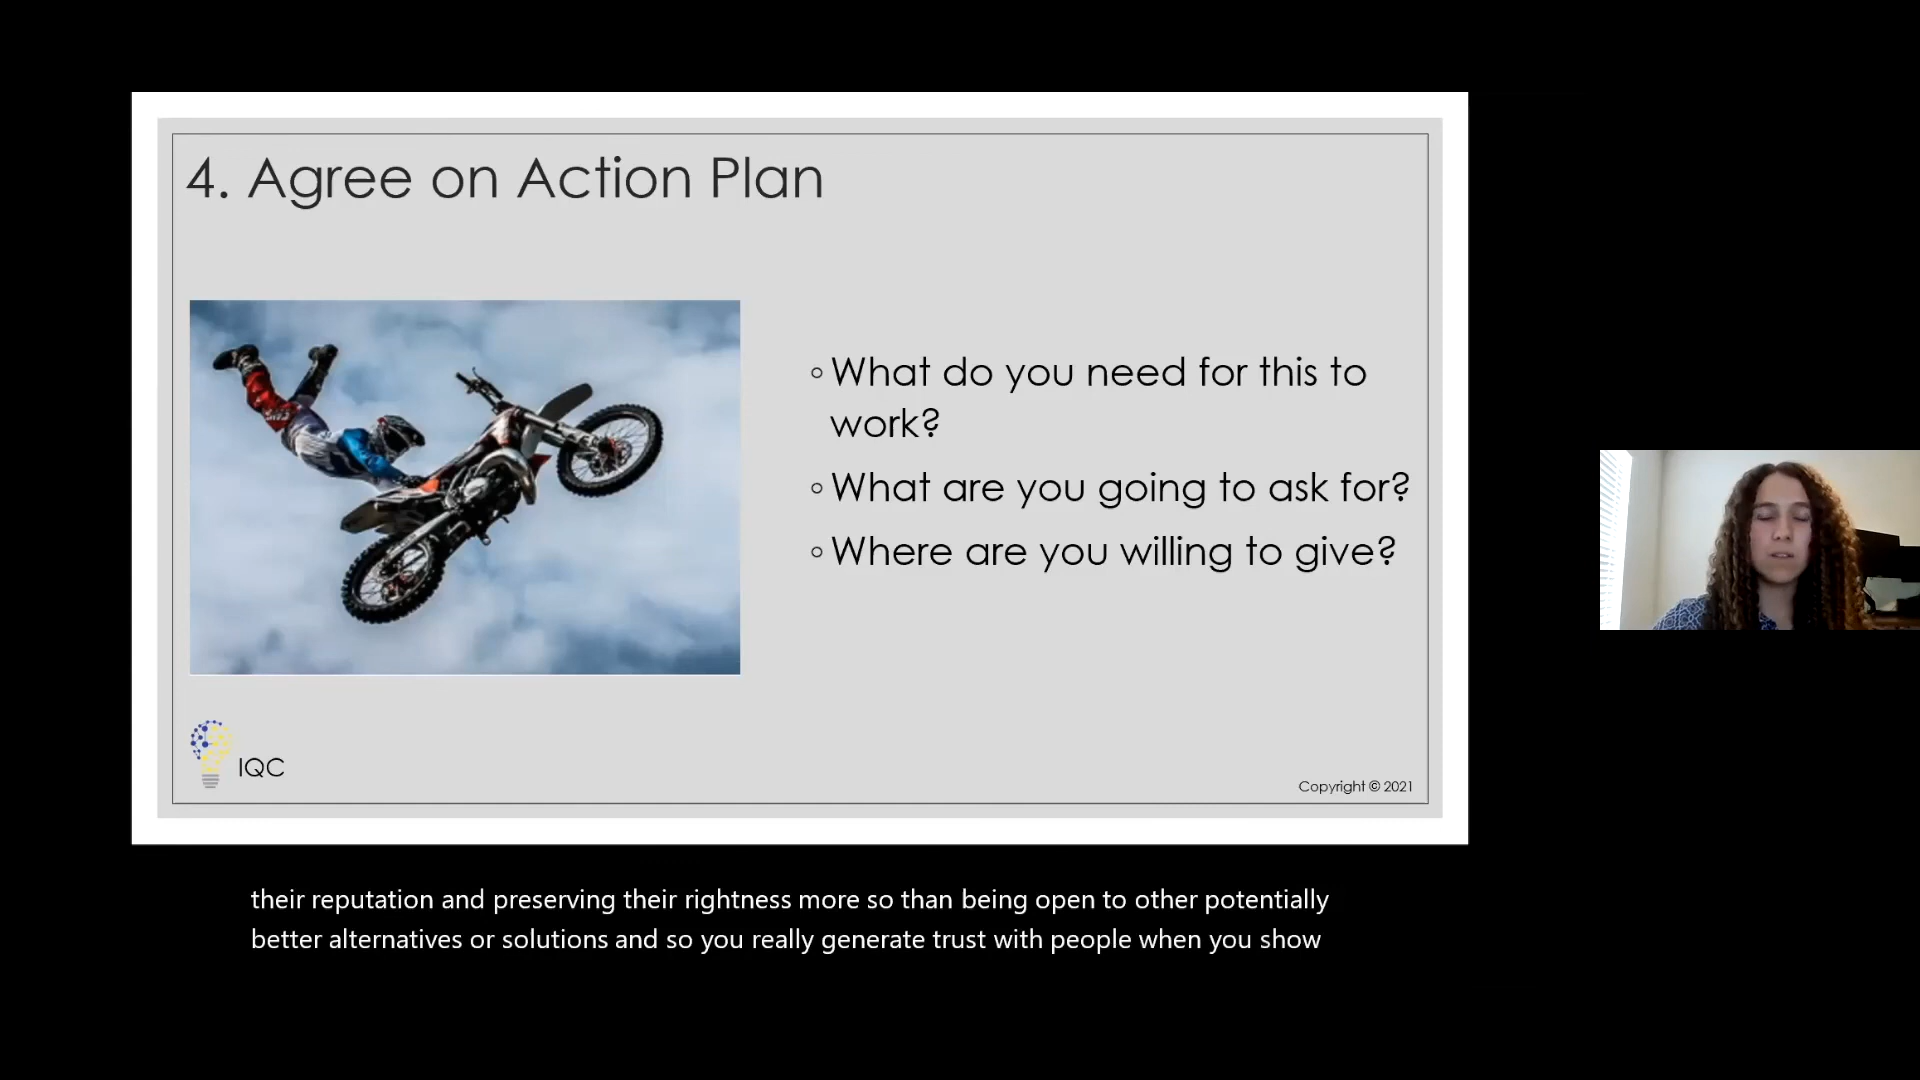 4. Agree on Action Plan
◦What do you need for this to
work?
◦What are you going to ask for?
◦Where are you willing to give?
IQC
Copyright © 2021
their reputation and preserving their rightness more so than being open to other potentially
better alternatives or solutions and so you really generate trust with people when you show